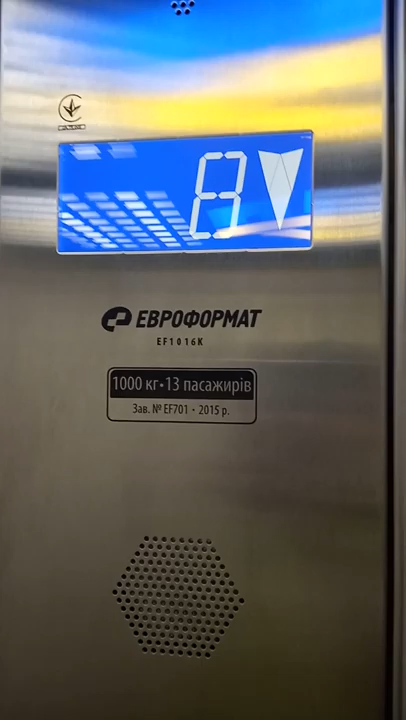 8
ЕВРОФОРМАТ
EF1016K
1000 кг•13 пасажирів
Зав. № EF701 • 2015 р.